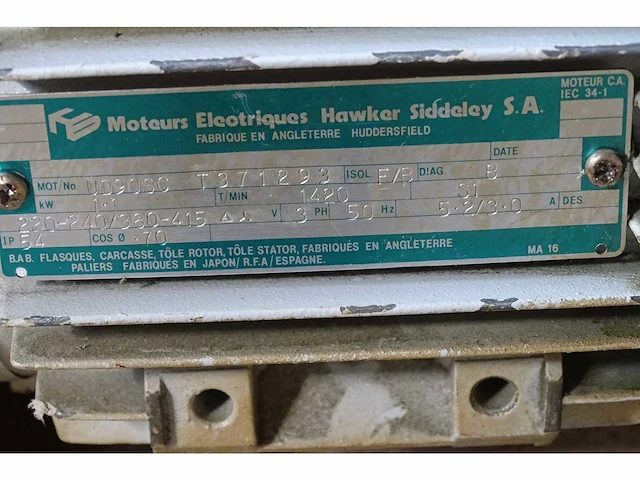 MOTEUR C.A.
IEC 34-1
Moteurs Electriques Hawker Siddeley S.A.
FABRIQUE EN ANGLETERRE HUDDERSFIELD
MOT/No. UD90SC T371293 ISOL F/B DIAG. B DATE
kW 1·1 T/MIN 1420 S1
220-240/380-415 V 3 PH 50 Hz 5·2/3·0 A DES.
IP 54 COS Ø ·70
B.A.B. FLASQUES, CARCASSE, TÔLE ROTOR, TÔLE STATOR, FABRIQUÉS EN ANGLETERRE
PALIERS FABRIQUÉS EN JAPON/R.F.A/ESPAGNE.
MA 16